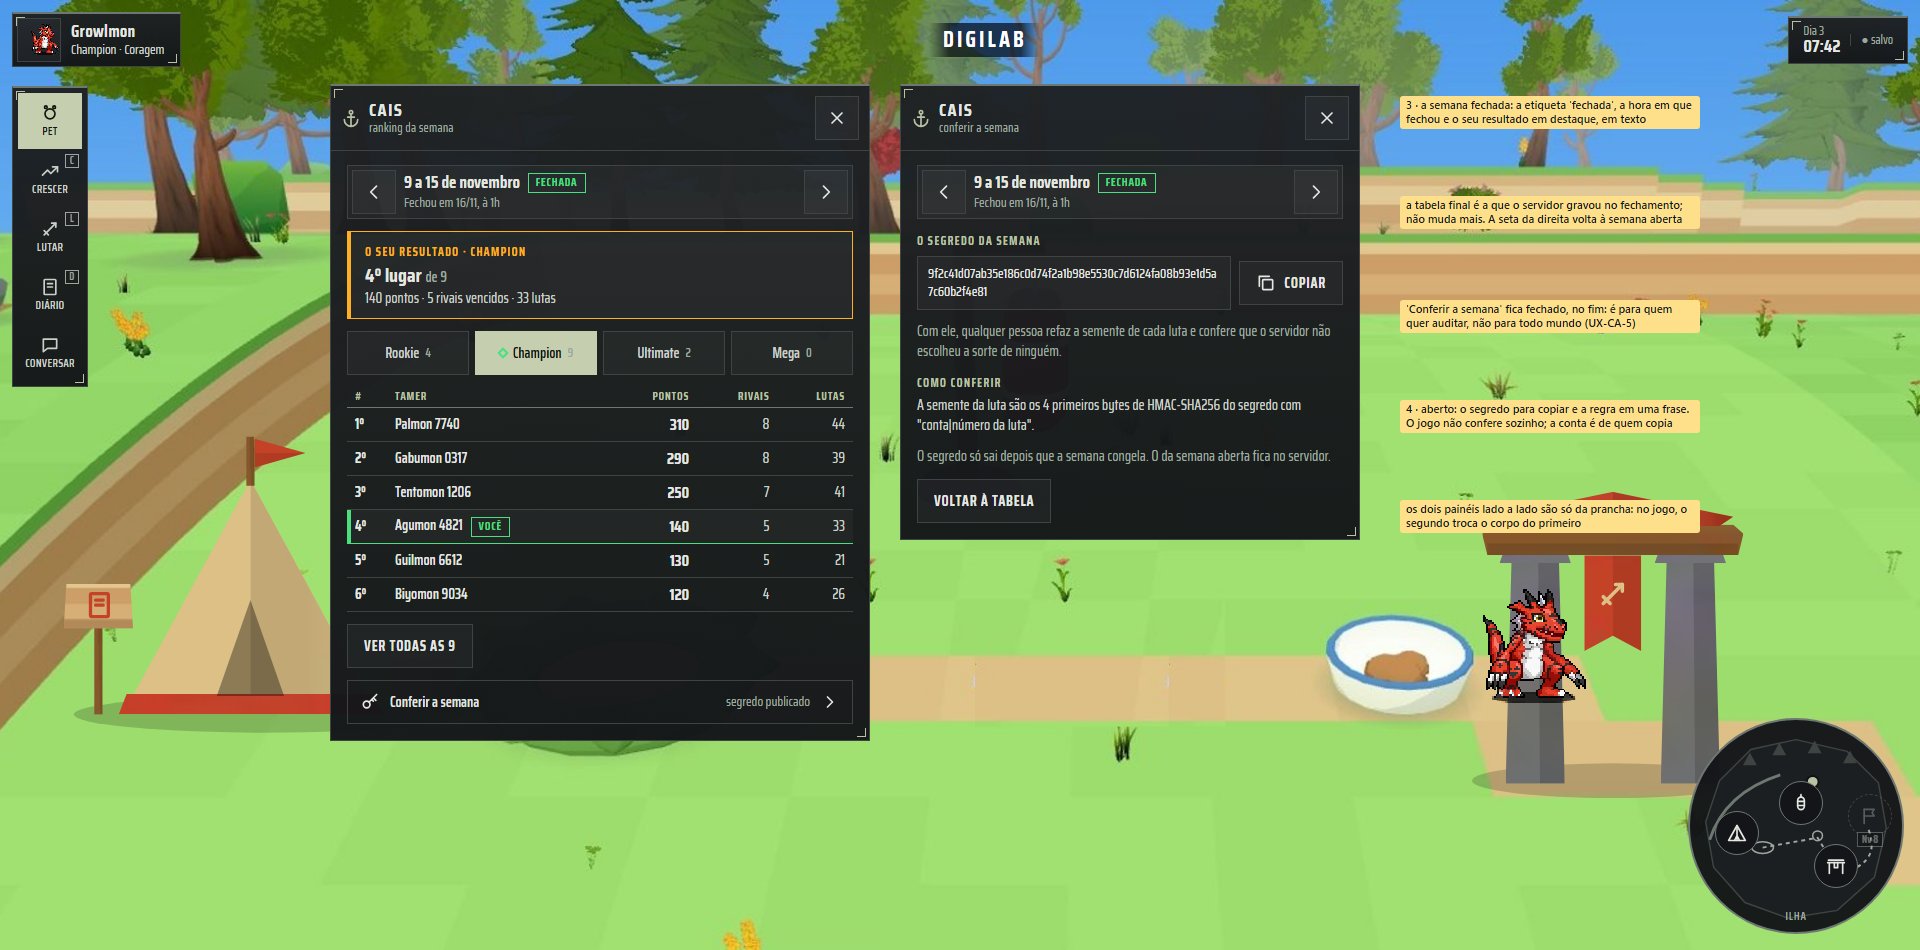 Growlmon
Champion · Coragem
DIGILAB
Dia 3
07:42
salvo
PET
C
CRESCER
L
LUTAR
D
DIÁRIO
CONVERSAR
CAIS
ranking da semana
9 a 15 de novembro FECHADA
Fechou em 16/11, à 1h
O SEU RESULTADO · CHAMPION
4º lugar de 9
140 pontos · 5 rivais vencidos · 33 lutas
Rookie 4 Champion 9 Ultimate 2 Mega 0
# TAMER PONTOS RIVAIS LUTAS
1º Palmon 7740 310 8 44
2º Gabumon 0317 290 8 39
3º Tentomon 1206 250 7 41
4º Agumon 4821 VOCÊ 140 5 33
5º Guilmon 6612 130 5 21
6º Biyomon 9034 120 4 26
VER TODAS AS 9
Conferir a semana segredo publicado
CAIS
conferir a semana
9 a 15 de novembro FECHADA
Fechou em 16/11, à 1h
O SEGREDO DA SEMANA
9f2c41d07ab35e186c0d74f2a1b98e5530c7d6124fa08b93e1d5a
7c60b2f4e81
COPIAR
Com ele, qualquer pessoa refaz a semente de cada luta e confere que o servidor não
escolheu a sorte de ninguém.
COMO CONFERIR
A semente da luta são os 4 primeiros bytes de HMAC-SHA256 do segredo com
"conta|número da luta".
O segredo só sai depois que a semana congela. O da semana aberta fica no servidor.
VOLTAR À TABELA
3 · a semana fechada: a etiqueta 'fechada', a hora em que
fechou e o seu resultado em destaque, em texto
a tabela final é a que o servidor gravou no fechamento;
não muda mais. A seta da direita volta à semana aberta
'Conferir a semana' fica fechado, no fim: é para quem
quer auditar, não para todo mundo (UX-CA-5)
4 · aberto: o segredo para copiar e a regra em uma frase.
O jogo não confere sozinho; a conta é de quem copia
os dois painéis lado a lado são só da prancha: no jogo, o
segundo troca o corpo do primeiro
ILHA